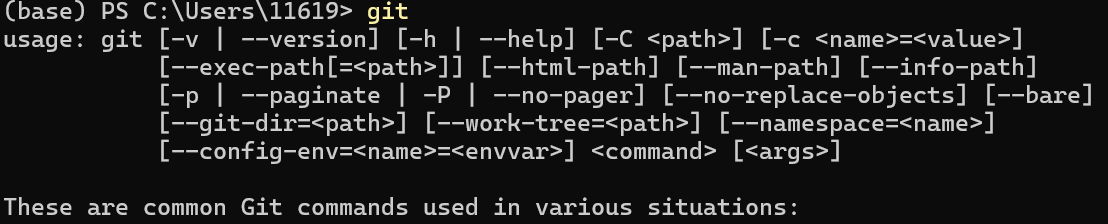 (base) PS C:\Users\11619> git
usage: git [-v | --version] [-h | --help] [-C <path>] [-c <name>=<value>]
           [--exec-path[=<path>]] [--html-path] [--man-path] [--info-path]
           [-p | --paginate | -P | --no-pager] [--no-replace-objects] [--bare]
           [--git-dir=<path>] [--work-tree=<path>] [--namespace=<name>]
           [--config-env=<name>=<envvar>] <command> [<args>]

These are common Git commands used in various situations: